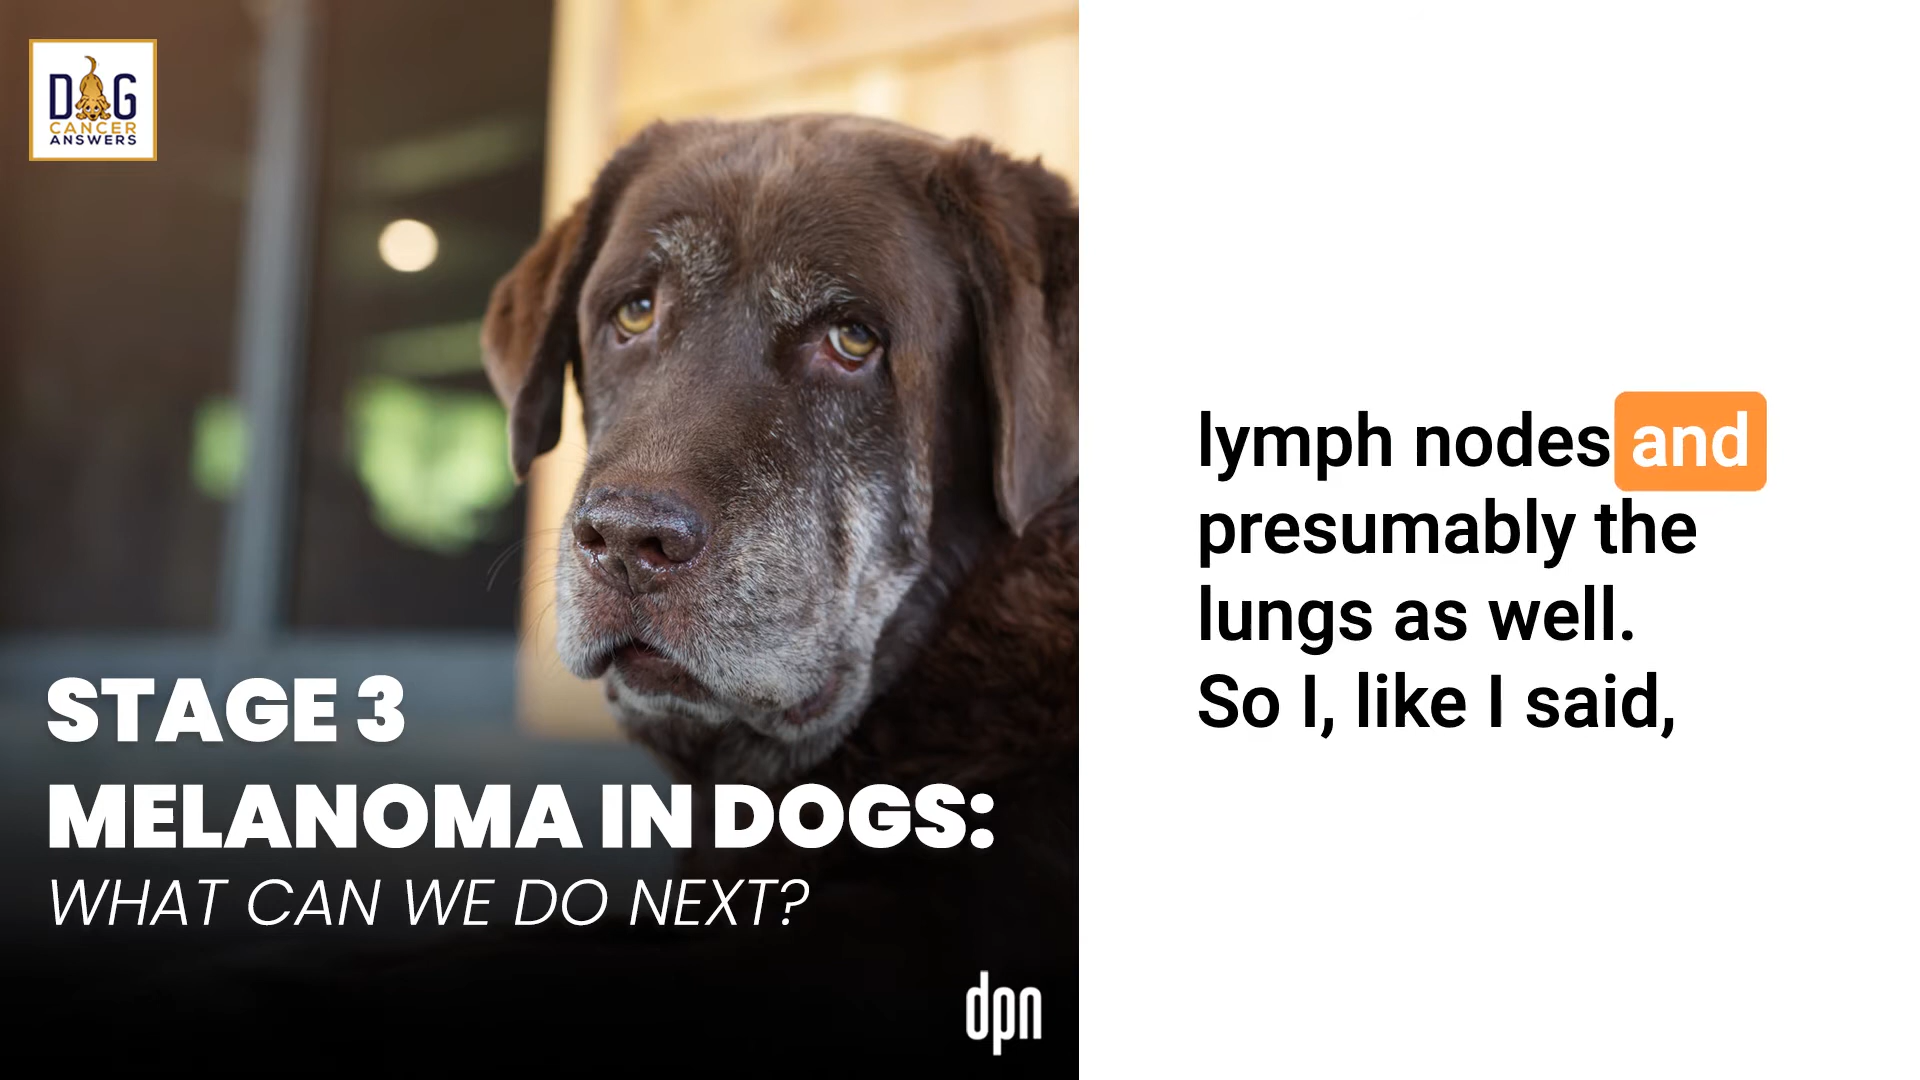 DOG
CANCER
ANSWERS
STAGE 3
MELANOMA IN DOGS:
WHAT CAN WE DO NEXT?
dpn
lymph nodes and
presumably the
lungs as well.
So I, like I said,